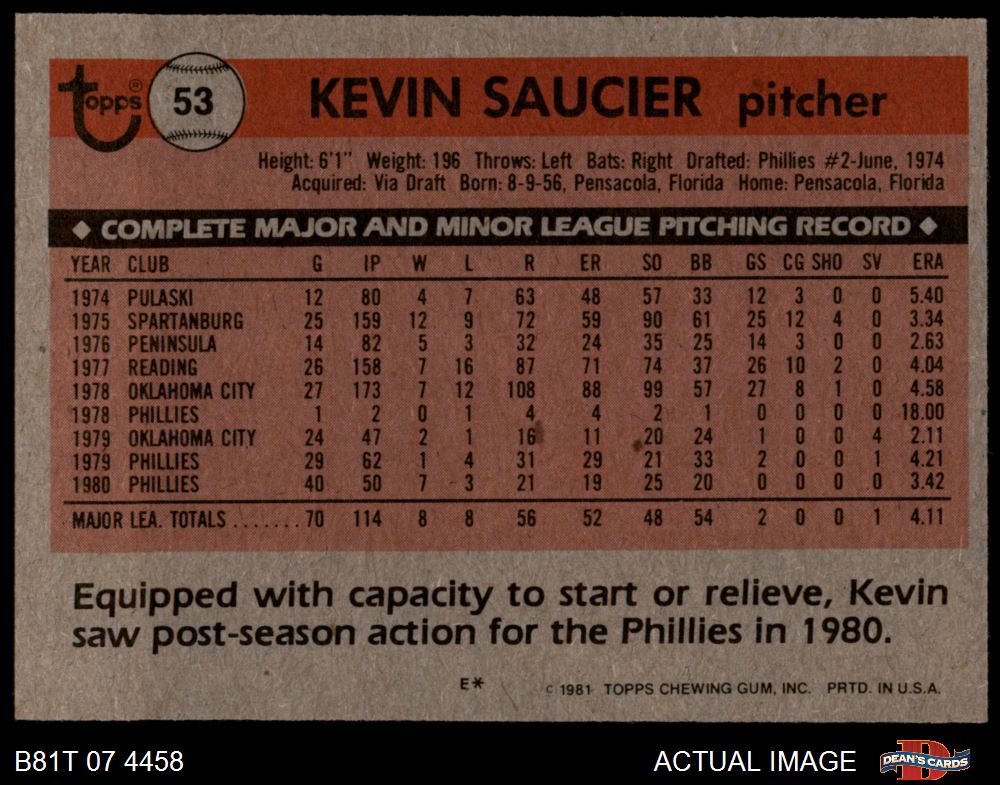 topps® 53 KEVIN SAUCIER pitcher
Height: 6'1" Weight: 196 Throws: Left Bats: Right Drafted: Phillies #2-June, 1974
Acquired: Via Draft Born: 8-9-56, Pensacola, Florida Home: Pensacola, Florida
◆ COMPLETE MAJOR AND MINOR LEAGUE PITCHING RECORD ◆
YEAR CLUB G IP W L R ER SO BB GS CG SHO SV ERA
1974 PULASKI 12 80 4 7 63 48 57 33 12 3 0 0 5.40
1975 SPARTANBURG 25 159 12 9 72 59 90 61 25 12 4 0 3.34
1976 PENINSULA 14 82 5 3 32 24 35 25 14 3 0 0 2.63
1977 READING 26 158 7 16 87 71 74 37 26 10 2 0 4.04
1978 OKLAHOMA CITY 27 173 7 12 108 88 99 57 27 8 1 0 4.58
1978 PHILLIES 1 2 0 1 4 4 2 1 0 0 0 0 18.00
1979 OKLAHOMA CITY 24 47 2 1 16 11 20 24 1 0 0 4 2.11
1979 PHILLIES 29 62 1 4 31 29 21 33 2 0 0 1 4.21
1980 PHILLIES 40 50 7 3 21 19 25 20 0 0 0 0 3.42
MAJOR LEA. TOTALS ....... 70 114 8 8 56 52 48 54 2 0 0 1 4.11
Equipped with capacity to start or relieve, Kevin
saw post-season action for the Phillies in 1980.
E* © 1981 TOPPS CHEWING GUM, INC. PRTD. IN U.S.A.
B81T 07 4458 ACTUAL IMAGE D DEAN'S CARDS